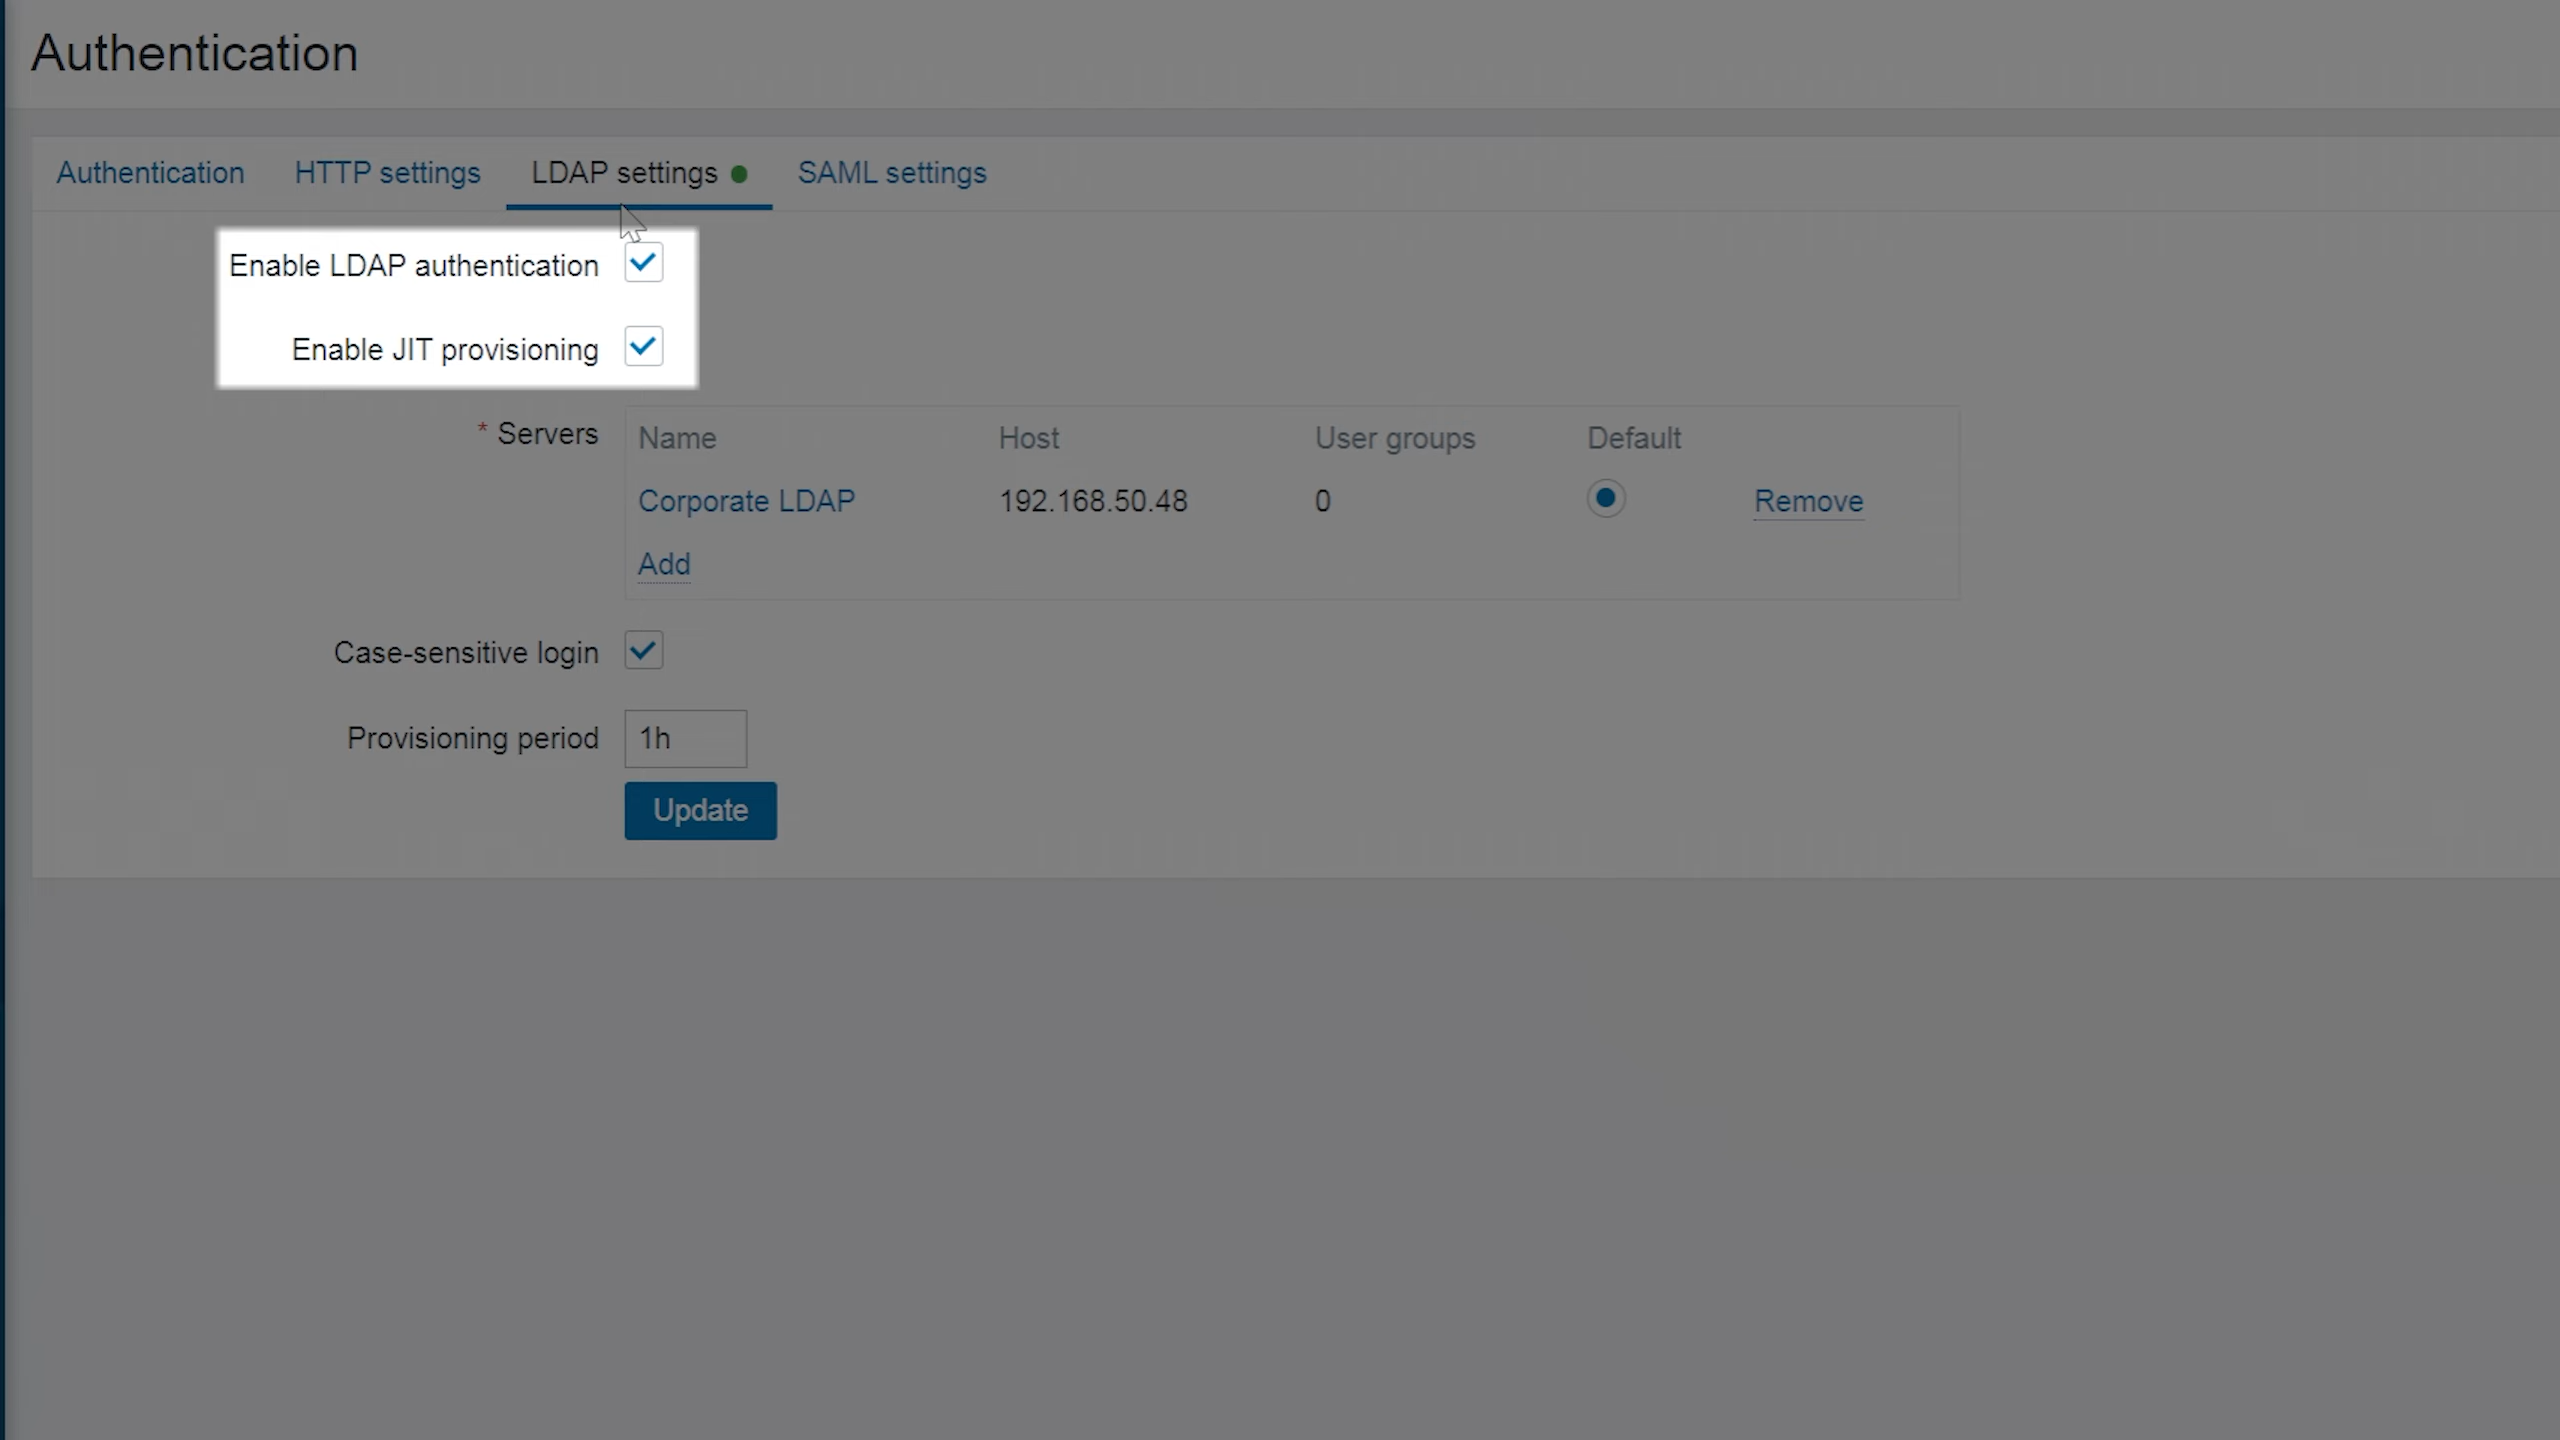 Authentication
Authentication HTTP settings LDAP settings SAML settings
Enable LDAP authentication
Enable JIT provisioning
* Servers Name Host User groups Default
Corporate LDAP 192.168.50.48 0 Remove
Add
Case-sensitive login
Provisioning period 1h
Update